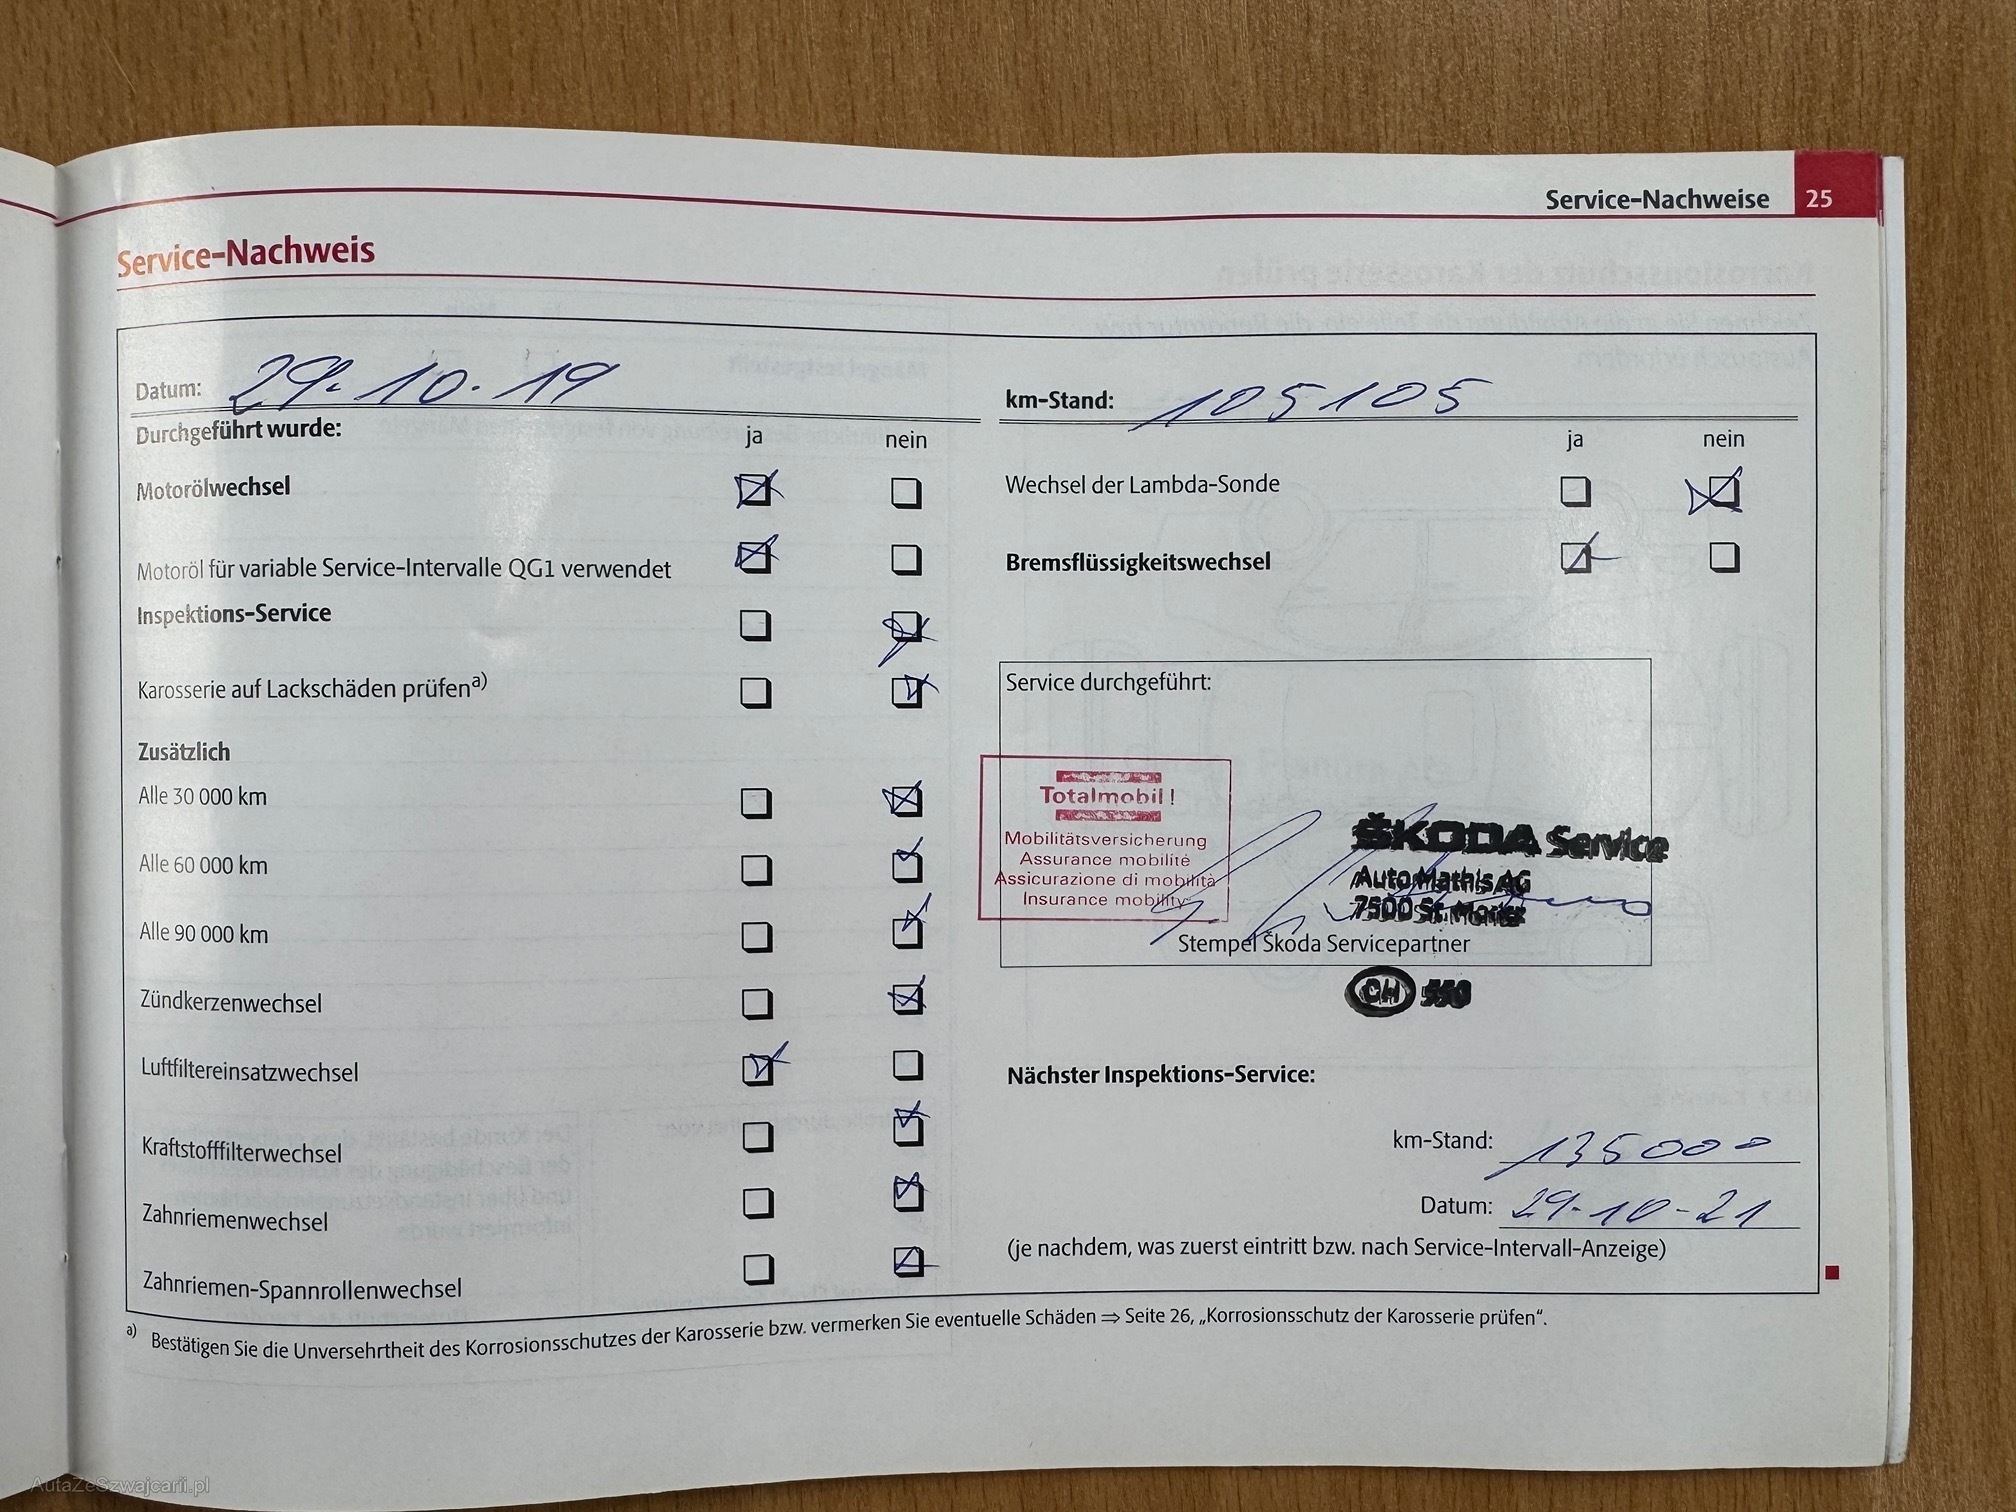 Service-Nachweise 25
Service-Nachweis
Datum: 29.10.19
km-Stand: 105105
Durchgeführt wurde: ja nein
ja nein
Motorölwechsel
Wechsel der Lambda-Sonde
Motoröl für variable Service-Intervalle QG1 verwendet
Bremsflüssigkeitswechsel
Inspektions-Service
Karosserie auf Lackschäden prüfen a)
Zusätzlich
Alle 30 000 km
Alle 60 000 km
Alle 90 000 km
Zündkerzenwechsel
Luftfiltereinsatzwechsel
Kraftstofffilterwechsel
Zahnriemenwechsel
Zahnriemen-Spannrollenwechsel
Service durchgeführt:
Totalmobil!
Mobilitätsversicherung
Assurance mobilité
Assicurazione di mobilità
Insurance mobility
ŠKODA Service
Auto Mathis AG
7500 St. Moritz
Stempel Škoda Servicepartner
CH 550
Nächster Inspektions-Service:
km-Stand: 135000
Datum: 29.10-21
(je nachdem, was zuerst eintritt bzw. nach Service-Intervall-Anzeige)
a) Bestätigen Sie die Unversehrtheit des Korrosionsschutzes der Karosserie bzw. vermerken Sie eventuelle Schäden ⇒ Seite 26, „Korrosionsschutz der Karosserie prüfen“.
AutaZeSzwajcarii.pl